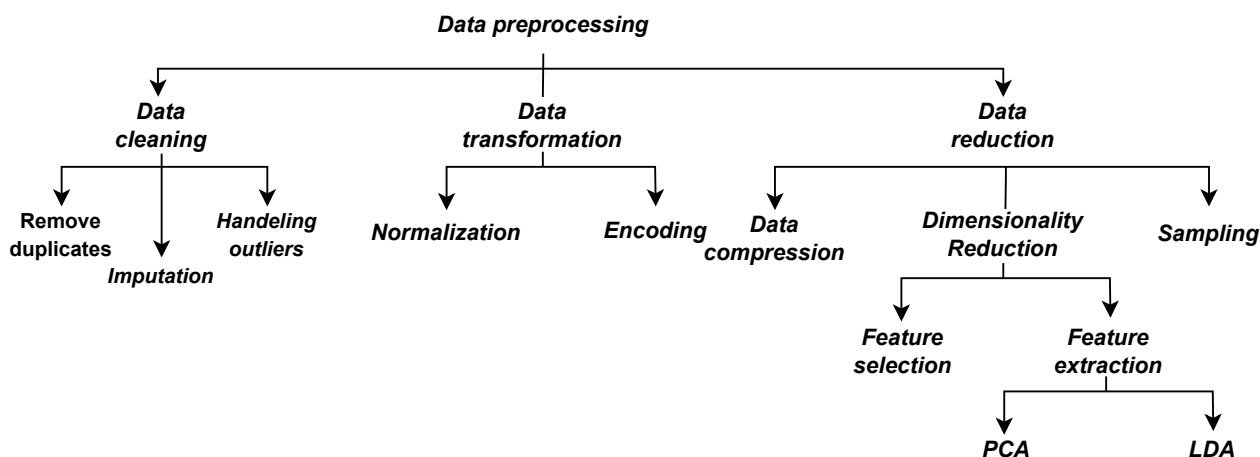 Data preprocessing
Data
cleaning
Data
transformation
Data
reduction
Remove
duplicates
Imputation
Handeling
outliers
Normalization
Encoding
Data
compression
Dimensionality
Reduction
Sampling
Feature
selection
Feature
extraction
PCA
LDA